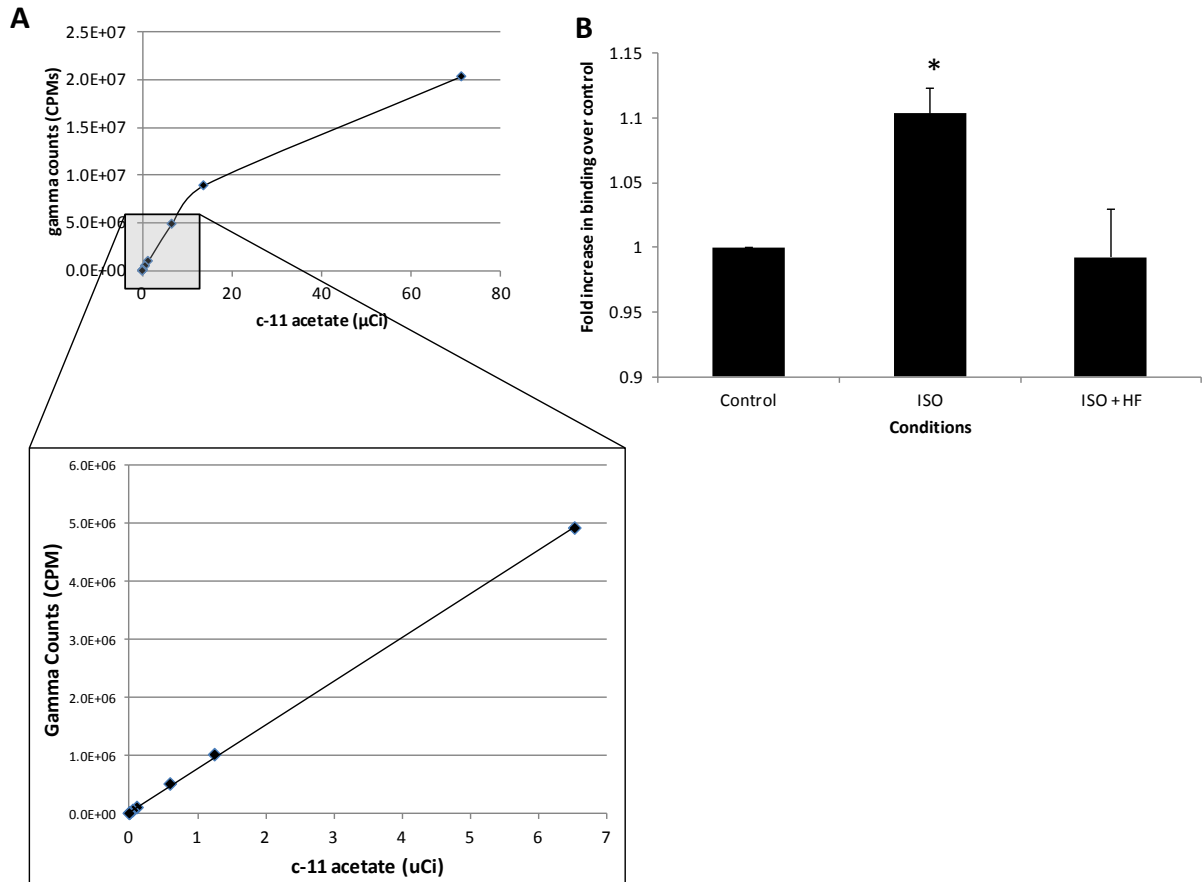 A
2.5E+07
2.0E+07
1.5E+07
1.0E+07
5.0E+06
0.0E+00
gamma counts (CPMs)
0 20 40 60 80
c-11 acetate (µCi)
B
1.15
1.1
1.05
1
0.95
0.9
Fold increase in binding over control
*
Control ISO ISO + HF
Conditions
6.0E+06
5.0E+06
4.0E+06
3.0E+06
2.0E+06
1.0E+06
0.0E+00
Gamma Counts (CPM)
0 1 2 3 4 5 6 7
c-11 acetate (uCi)